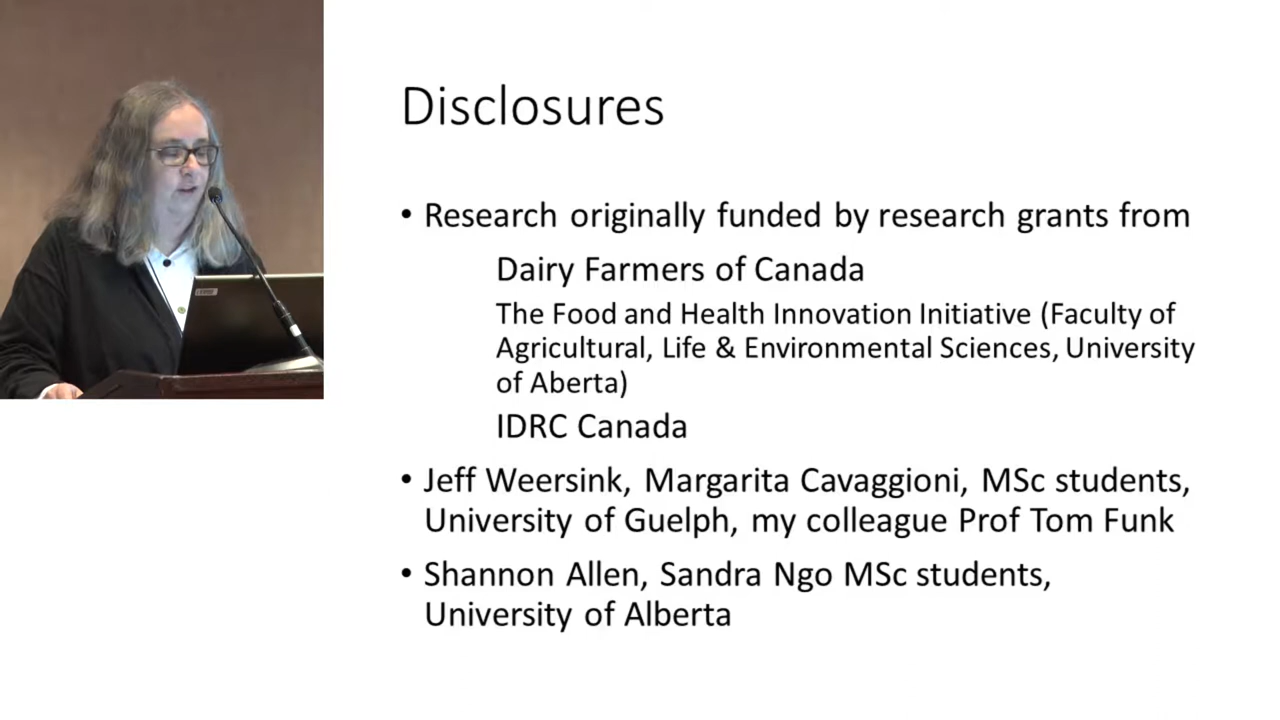 Disclosures
• Research originally funded by research grants from
Dairy Farmers of Canada
The Food and Health Innovation Initiative (Faculty of
Agricultural, Life & Environmental Sciences, University
of Aberta)
IDRC Canada
• Jeff Weersink, Margarita Cavaggioni, MSc students,
University of Guelph, my colleague Prof Tom Funk
• Shannon Allen, Sandra Ngo MSc students,
University of Alberta